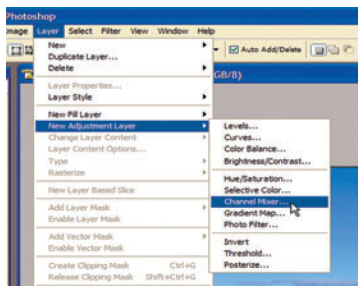 Photoshop
Image Layer Select Filter View Window Help
New
Duplicate Layer...
Delete
Auto Add/Delete
GB/8)
Layer Properties...
Layer Style
New Fill Layer
New Adjustment Layer
Change Layer Content
Layer Content Options...
Type
Rasterize
New Layer Based Slice
Add Layer Mask
Enable Layer Mask
Add Vector Mask
Enable Vector Mask
Create Clipping Mask Ctrl+G
Release Clipping Mask Shift+Ctrl+G
Levels...
Curves...
Color Balance...
Brightness/Contrast...
Hue/Saturation...
Selective Color...
Channel Mixer...
Gradient Map...
Photo Filter...
Invert
Threshold...
Posterize...